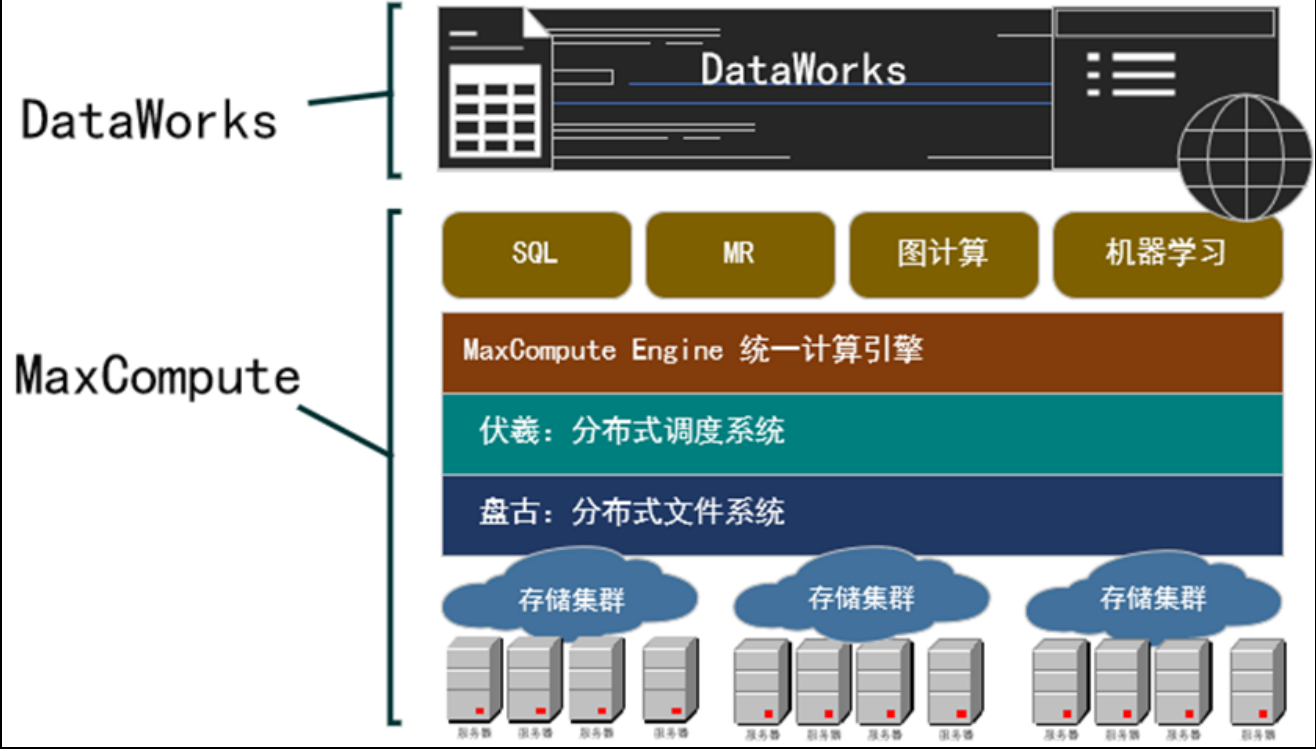 DataWorks
DataWorks
SQL
MR
图计算
机器学习
MaxCompute
MaxCompute Engine 统一计算引擎
伏羲：分布式调度系统
盘古：分布式文件系统
存储集群
存储集群
存储集群
服务器
服务器
服务器
服务器
服务器
服务器
服务器
服务器
服务器
服务器
服务器
服务器